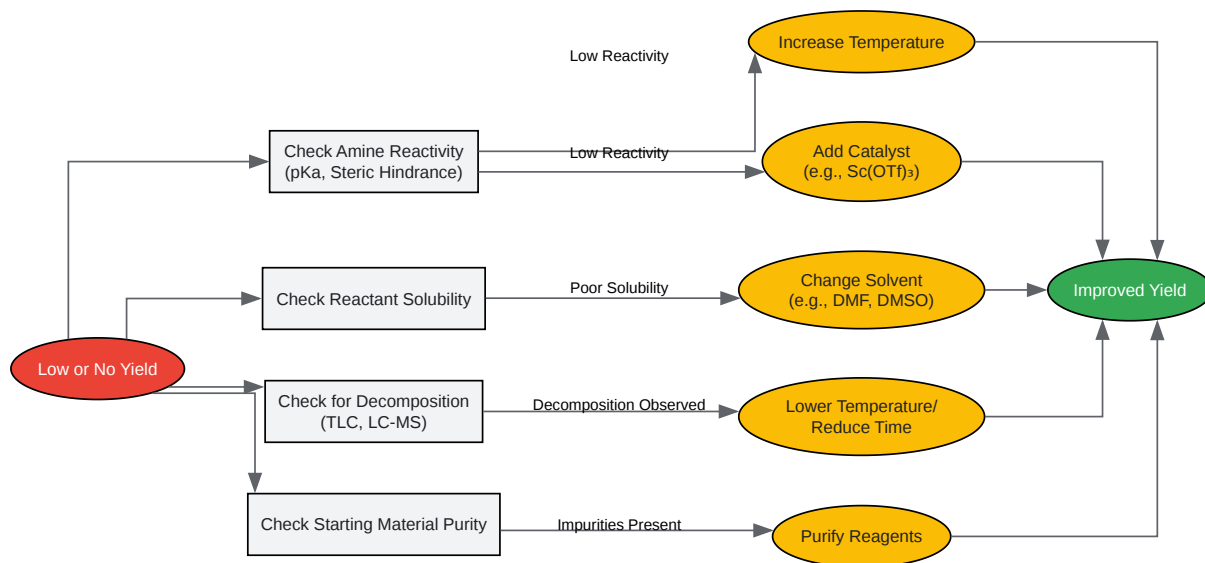 Increase Temperature
Low Reactivity
Check Amine Reactivity
(pKa, Steric Hindrance)
Low Reactivity
Add Catalyst
(e.g., Sc(OTf)₃)
Check Reactant Solubility
Poor Solubility
Change Solvent
(e.g., DMF, DMSO)
Improved Yield
Low or No Yield
Check for Decomposition
(TLC, LC-MS)
Decomposition Observed
Lower Temperature/
Reduce Time
Check Starting Material Purity
Impurities Present
Purify Reagents